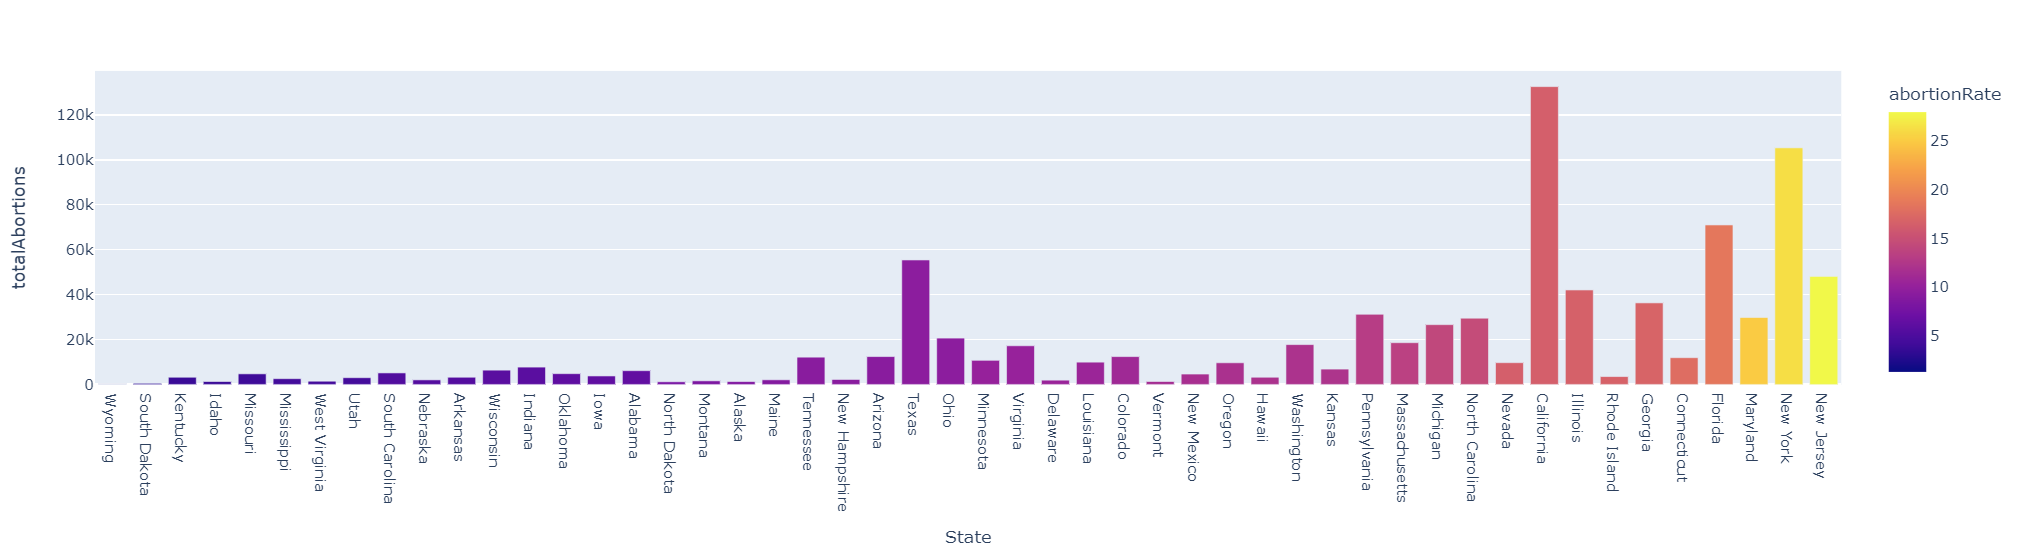 abortionRate
25
20
15
10
5
totalAbortions
120k
100k
80k
60k
40k
20k
0
Wyoming
South Dakota
Kentucky
Idaho
Missouri
Mississippi
West Virginia
Utah
South Carolina
Nebraska
Arkansas
Wisconsin
Indiana
Oklahoma
Iowa
Alabama
North Dakota
Montana
Alaska
Maine
Tennessee
New Hampshire
Arizona
Texas
Ohio
Minnesota
Virginia
Delaware
Louisiana
Colorado
Vermont
New Mexico
Oregon
Hawaii
Washington
Kansas
Pennsylvania
Massadhusetts
Michigan
North Carolina
Nevada
California
Illinois
Rhode Island
Georgia
Connecticut
Florida
Maryland
New York
New Jersey
State